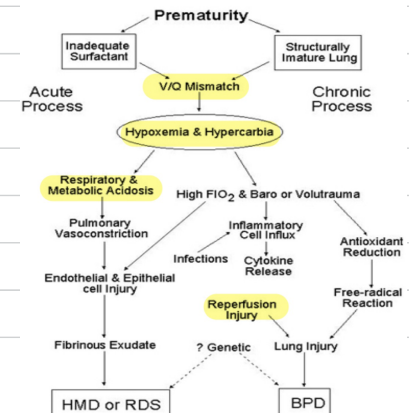 Prematurity
Inadequate
Surfactant
Structurally
Imature Lung
V/Q Mismatch
Acute
Process
Chronic
Process
Hypoxemia & Hypercarbia
Respiratory &
Metabolic Acidosis
High FIO2 & Baro or Volutrauma
Pulmonary
Vasoconstriction
Inflammatory
Cell Influx
Antioxidant
Reduction
Infections
Cytokine
Release
Endothelial & Epithelial
cell Injury
Free-radical
Reaction
Reperfusion
Injury
Fibrinous Exudate
? Genetic
Lung Injury
HMD or RDS
BPD